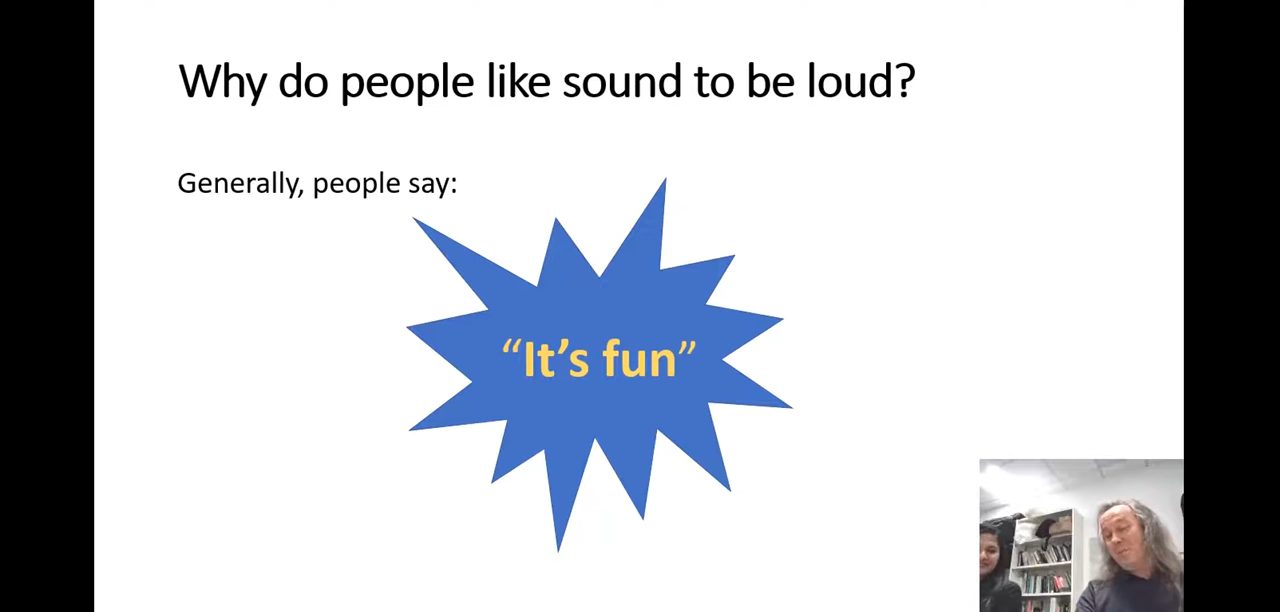 Why do people like sound to be loud?
Generally, people say:
“It’s fun”